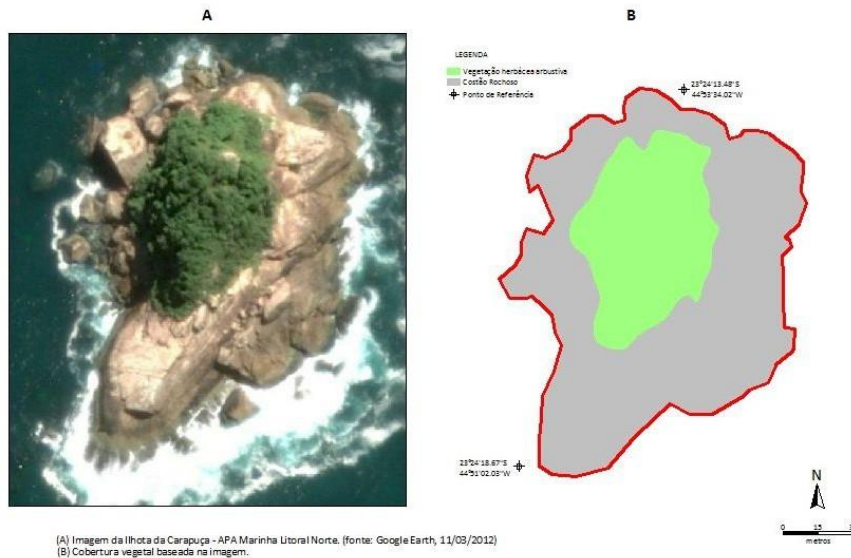 A
B
LEGENDA
Vegetação herbácea arbustiva
Costão Rochoso
Ponto de Referência
23°24'13.48"S
44°53'34.02"W
23°24'18.67"S
44°51'02.03"W
N
0 15 3
metros
(A) Imagem da Ilhota da Carapuça - APA Marinha Litoral Norte. (fonte: Google Earth, 11/03/2012)
(B) Cobertura vegetal baseada na imagem.